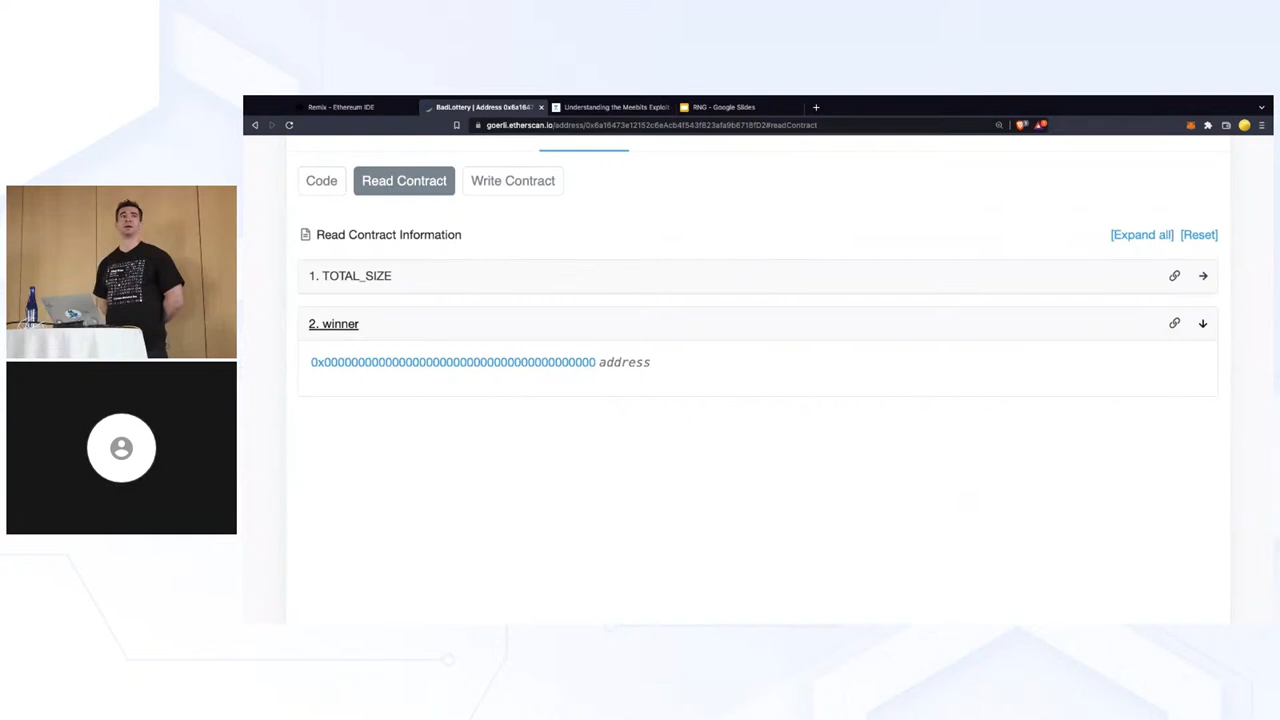 Remix - Ethereum IDE
BadLottery | Address 0x6a1647
Understanding the Meebits Exploit
RNG - Google Slides
goerli.etherscan.io/address/0x6a16473e12152c6eAcb4f543f823afa9b6718fD2#readContract
Code
Read Contract
Write Contract
Read Contract Information
[Expand all] [Reset]
1. TOTAL_SIZE
2. winner
0x0000000000000000000000000000000000000000 address